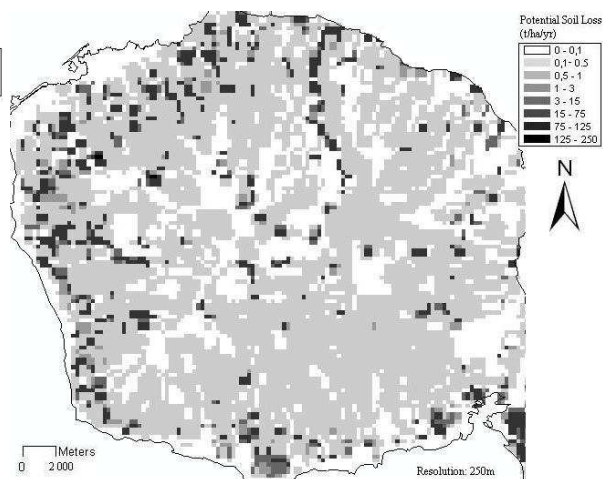 Potential Soil Loss
(t/ha/yr)
0 - 0,1
0,1- 0.5
0,5 - 1
1 - 3
3 - 15
15 - 75
75 - 125
125 - 250
N
Meters
0 2 000
Resolution: 250m